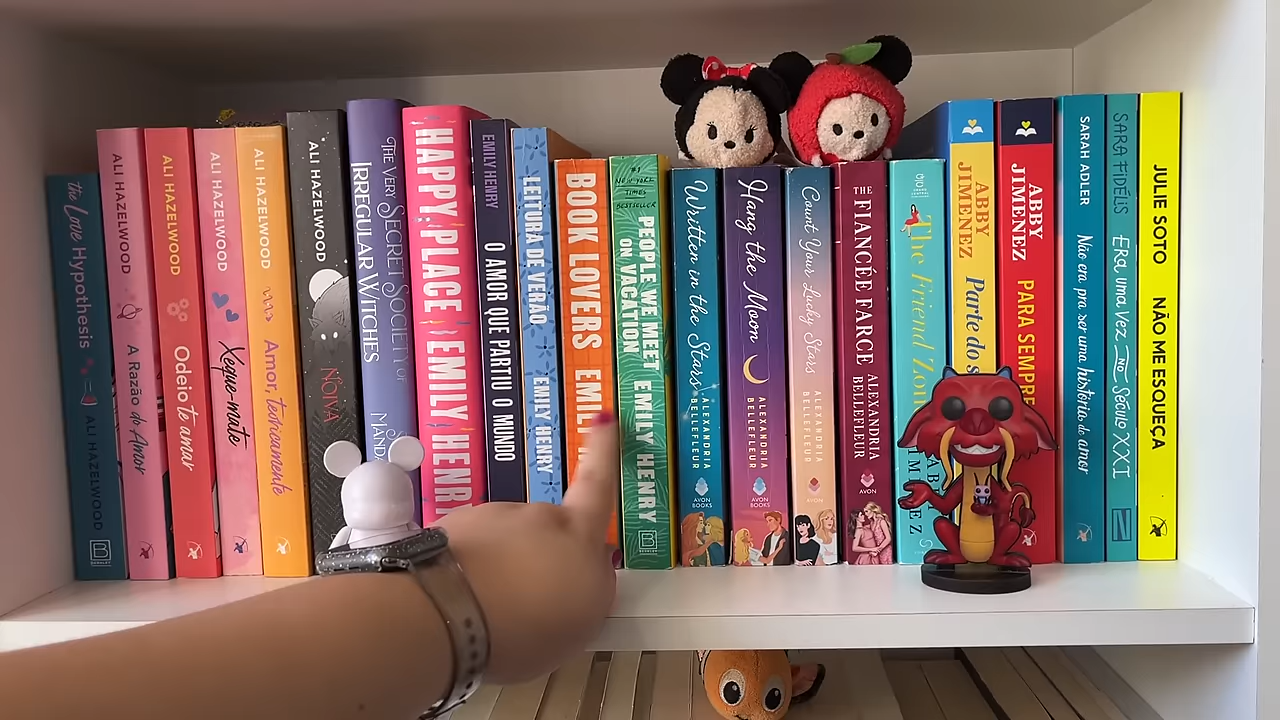 the Love Hypothesis ALI HAZELWOOD
ALI HAZELWOOD A Razão do Amor
ALI HAZELWOOD Odeio te amar
ALI HAZELWOOD Xeque-mate
ALI HAZELWOOD Amor, teoricamente
ALI HAZELWOOD NOIVA
THE VERY SECRET SOCIETY OF
IRREGULAR WITCHES
HAPPY PLACE EMILY HENRY
EMILY HENRY O AMOR QUE PARTIU O MUNDO
LEITURA DE VERÃO EMILY HENRY
BOOK LOVERS
#1
NEW YORK
TIMES
BESTSELLER
PEOPLE WE MEET
ON VACATION
EMILY HENRY
BERKLEY
Written in the Stars
ALEXANDRIA
BELLEFLEUR
AVON
BOOKS
Hang the Moon
ALEXANDRIA
BELLEFLEUR
AVON
BOOKS
Count Your Lucky Stars
ALEXANDRIA
BELLEFLEUR
AVON
THE
FIANCÉE FARCE
ALEXANDRIA
BELLEFLEUR
AVON
The Friend Zone
ABBY
JIMENEZ
Parte do
ABBY
JIMENEZ
PARA SEMPRE
SARAH ADLER Não era pra ser uma história de amor
SARA FIDÉLIS Era uma vez no Século XXI
JULIE SOTO NÃO ME ESQUEÇA